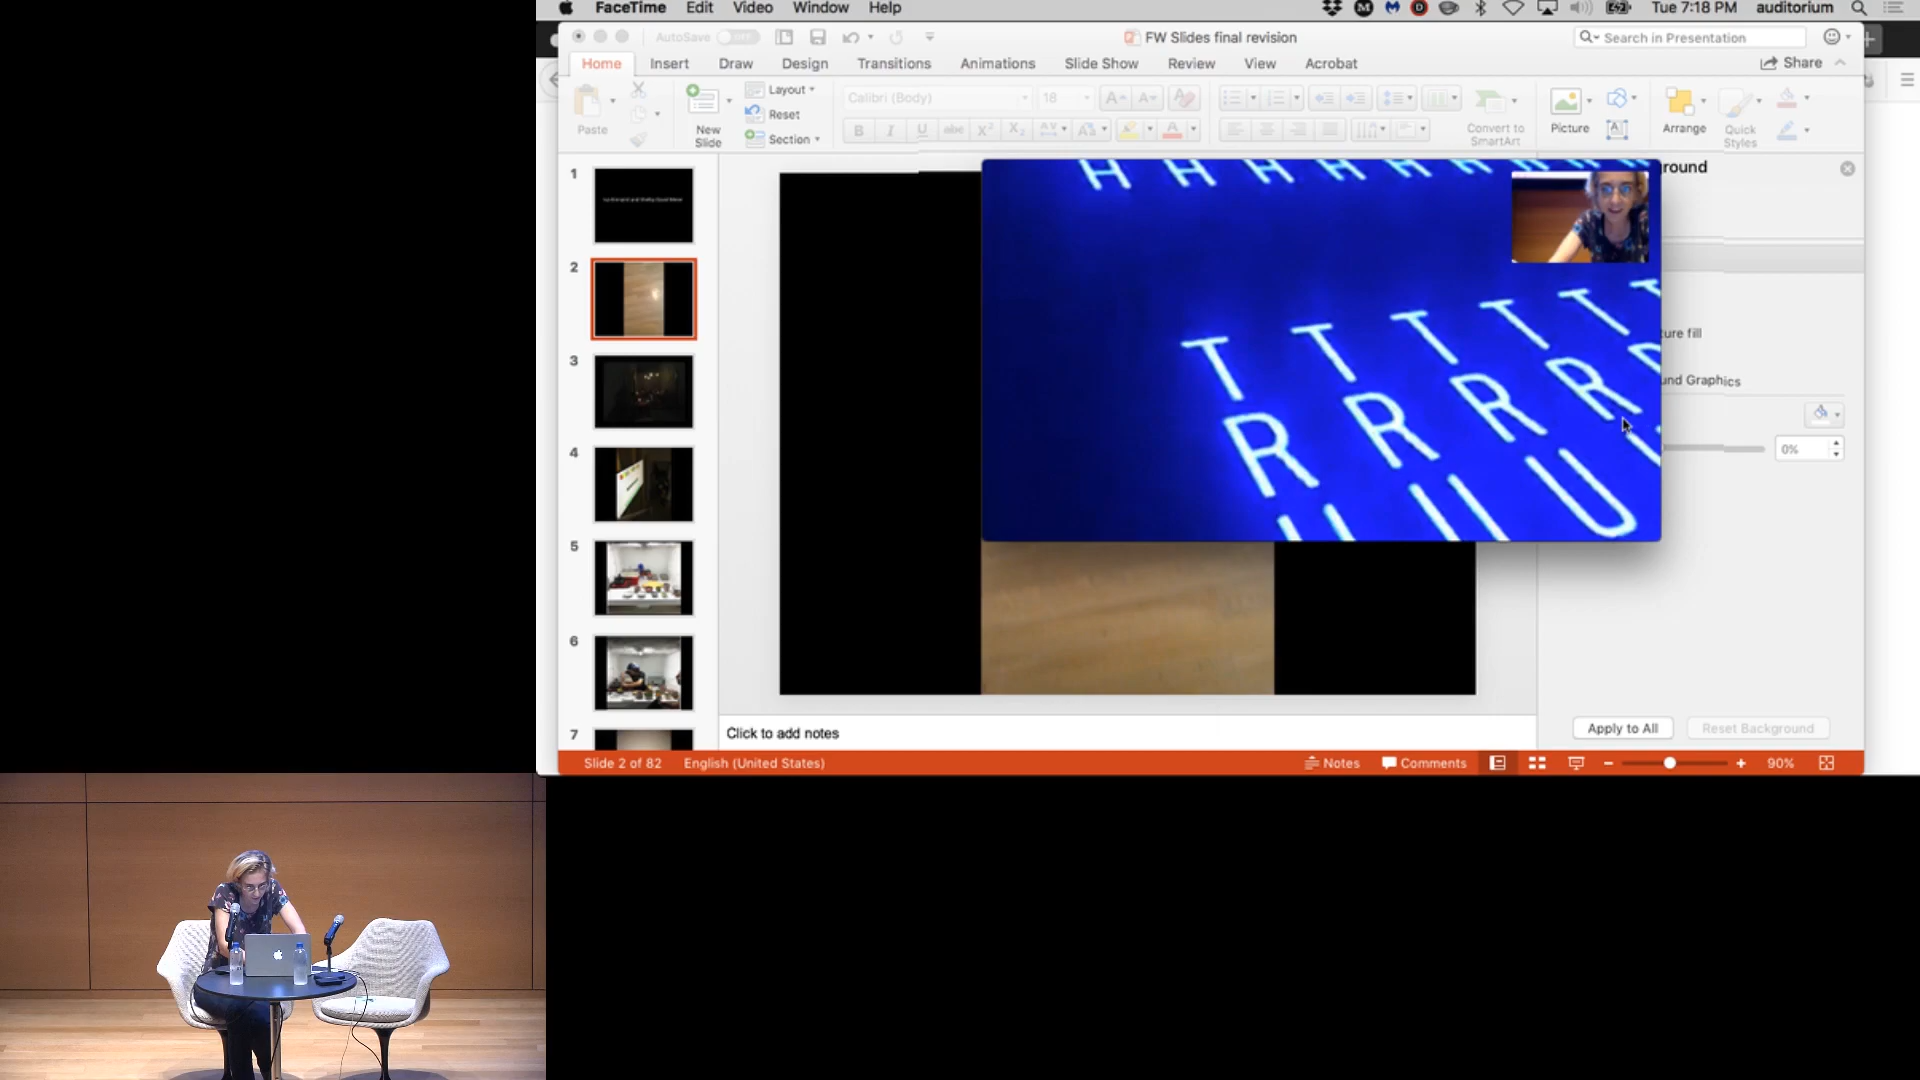 FaceTime Edit Video Window Help
Tue 7:18 PM auditorium
AutoSave OFF
FW Slides final revision
Search in Presentation
Home Insert Draw Design Transitions Animations Slide Show Review View Acrobat
Share
Paste
New Slide
Layout
Reset
Section
Calibri (Body) 18
Convert to SmartArt
Picture
Arrange
Quick Styles
round
H H H H H H H
T T T T T
R R R R R
U U U
ture fill
und Graphics
0%
1
2
3
4
5
6
7
Click to add notes
Apply to All
Reset Background
Slide 2 of 82
English (United States)
Notes
Comments
90%